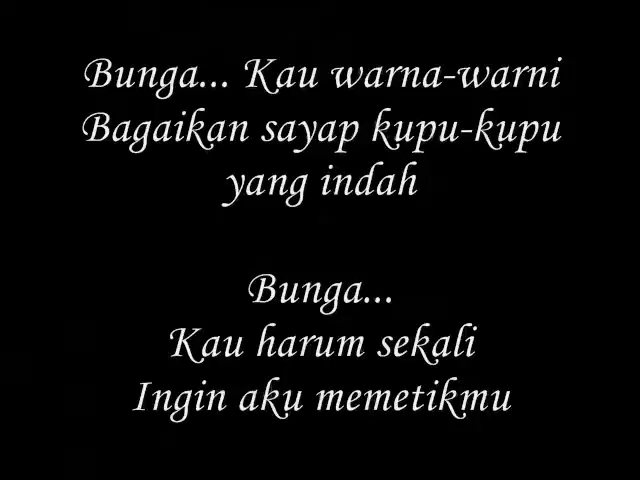 Bunga... Kau warna-warni
Bagaikan sayap kupu-kupu
yang indah
Bunga...
Kau harum sekali
Ingin aku memetikmu